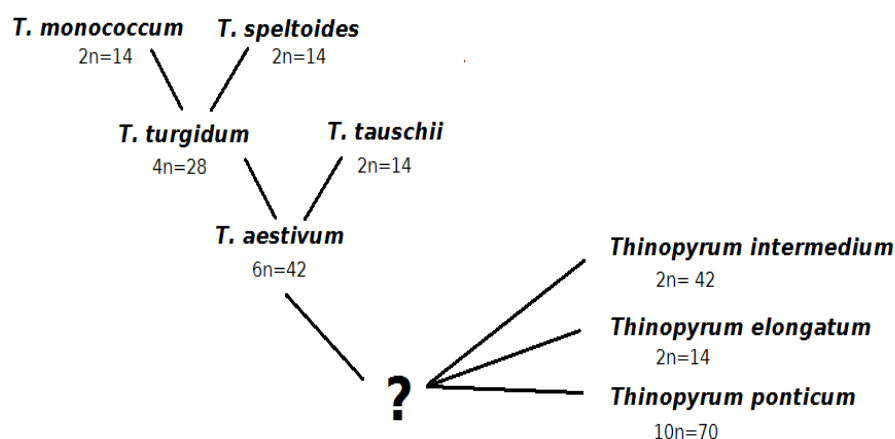 T. monococcum
2n=14
T. speltoides
2n=14
T. turgidum
4n=28
T. tauschii
2n=14
T. aestivum
6n=42
Thinopyrum intermedium
2n= 42
Thinopyrum elongatum
2n=14
?
Thinopyrum ponticum
10n=70